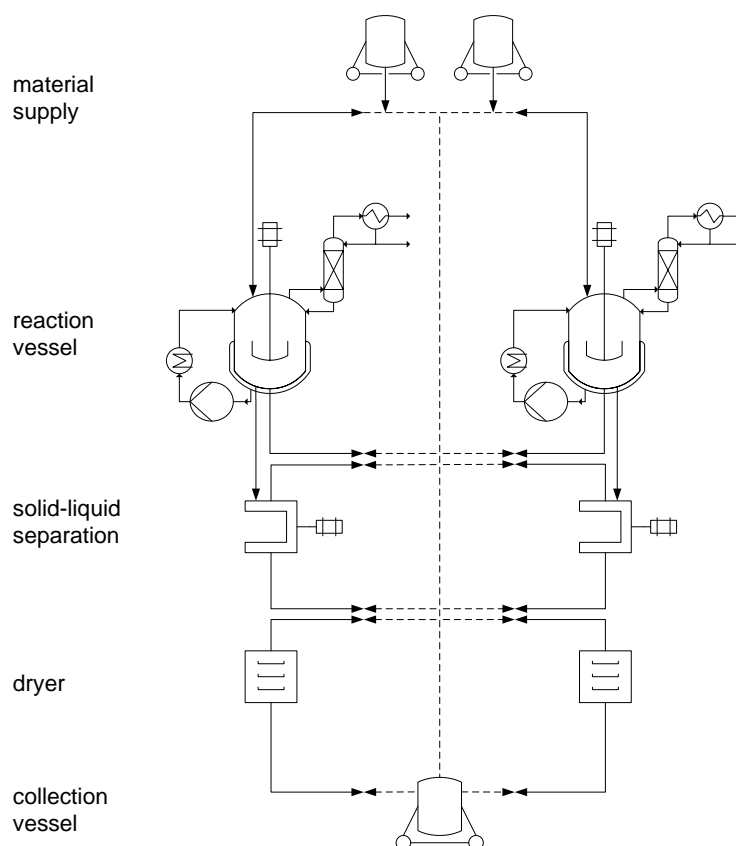 material
supply
reaction
vessel
solid-liquid
separation
dryer
collection
vessel